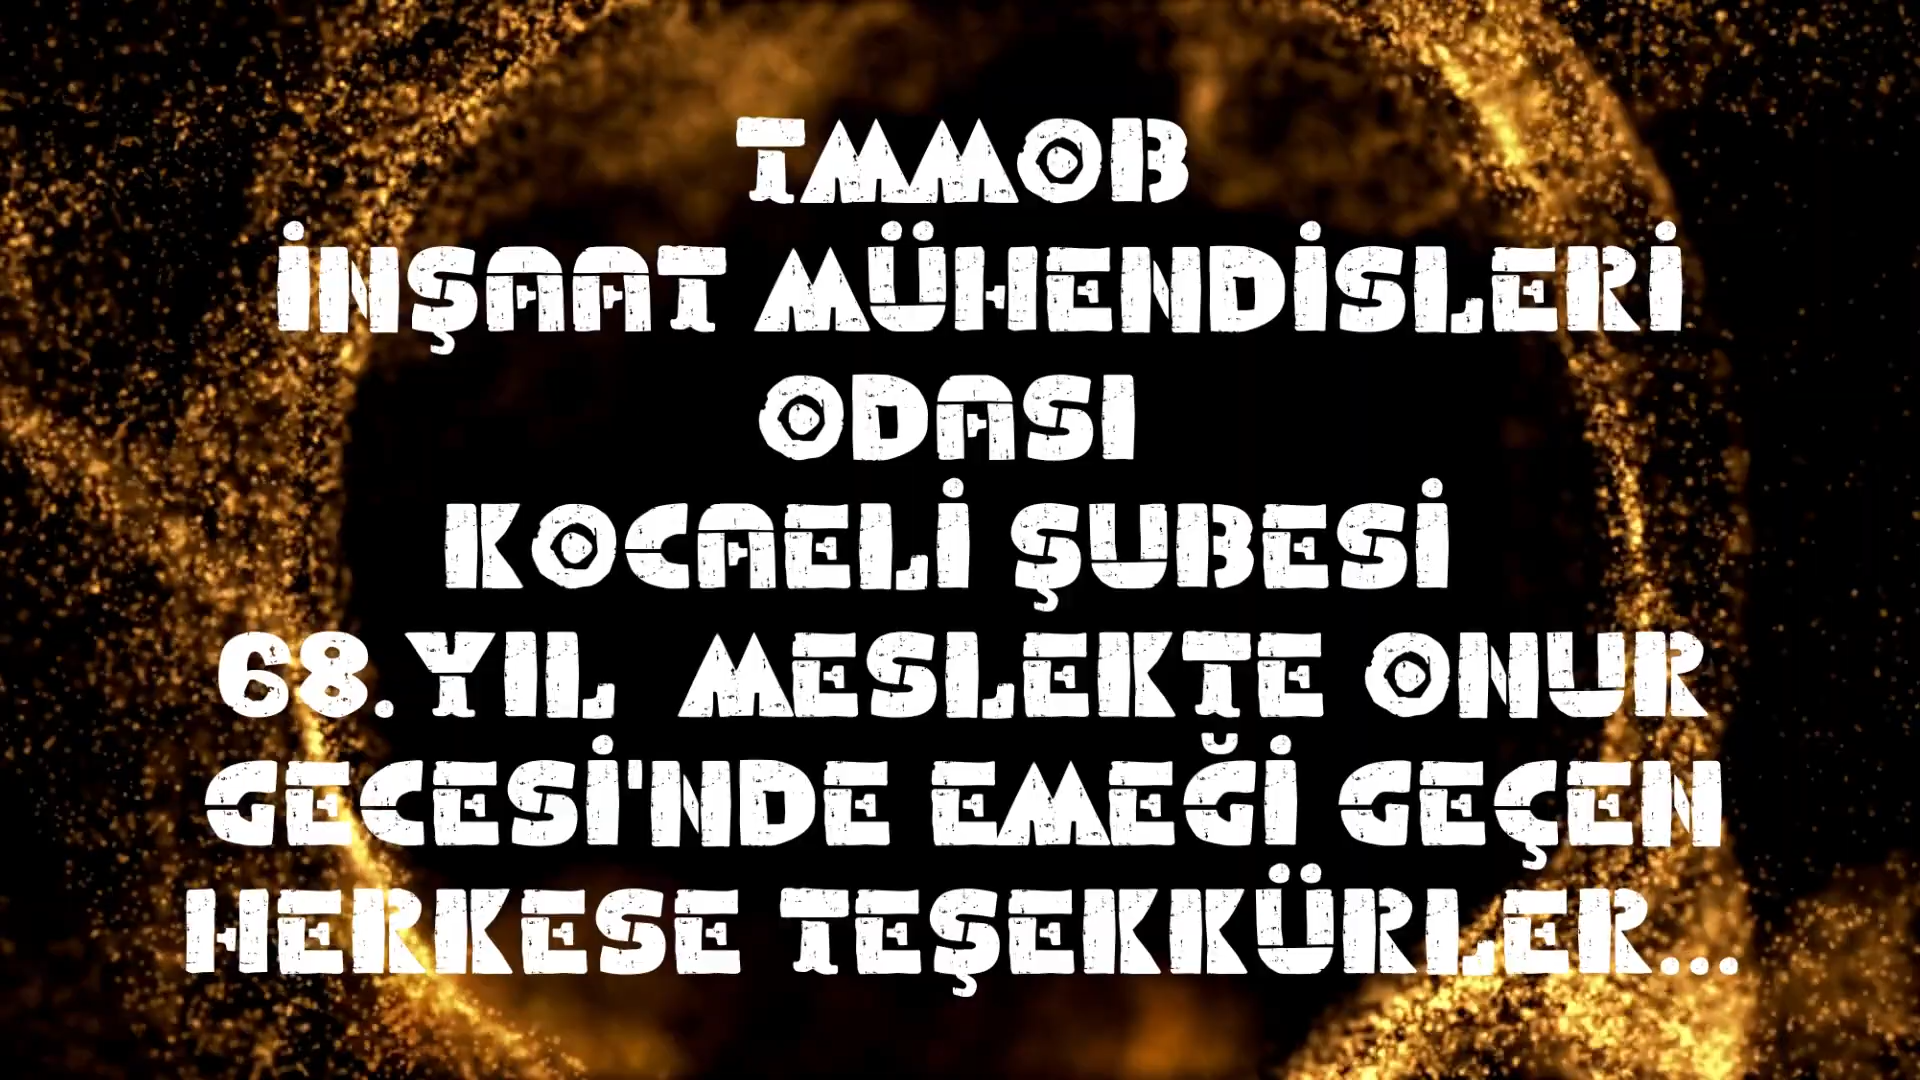 TMMOB
İNŞAAT MÜHENDİSLERİ
ODASI
KOCAELİ ŞUBESİ
68. YIL MESLEKTE ONUR
GECESİ'NDE EMEĞİ GEÇEN
HERKESE TEŞEKKÜRLER...